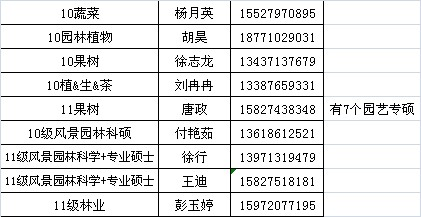 10蔬菜 杨月英 15527970895
10园林植物 胡昊 18771029031
10果树 徐志龙 13437137679
10植&生&茶 刘冉冉 13387659331
11果树 唐政 15827438348 有7个园艺专硕
10级风景园林科硕 付艳茹 13618612521
11级风景园林科学+专业硕士 徐行 13971319479
11级风景园林科学+专业硕士 王迪 15827518181
11级林业 彭玉婷 15972077195